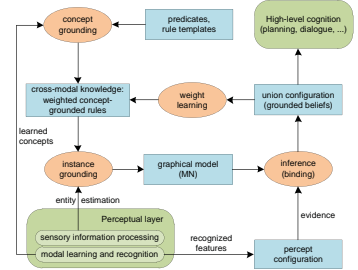 concept
grounding
predicates,
rule templates
High-level cognition
(planning, dialogue, ...)
cross-modal knowledge:
weighted concept-
grounded rules
weight
learning
union configuration
(grounded beliefs)
learned
concepts
instance
grounding
graphical model
(MN)
inference
(binding)
entity estimation
evidence
Perceptual layer
sensory information processing
modal learning and recognition
recognized
features
percept
configuration